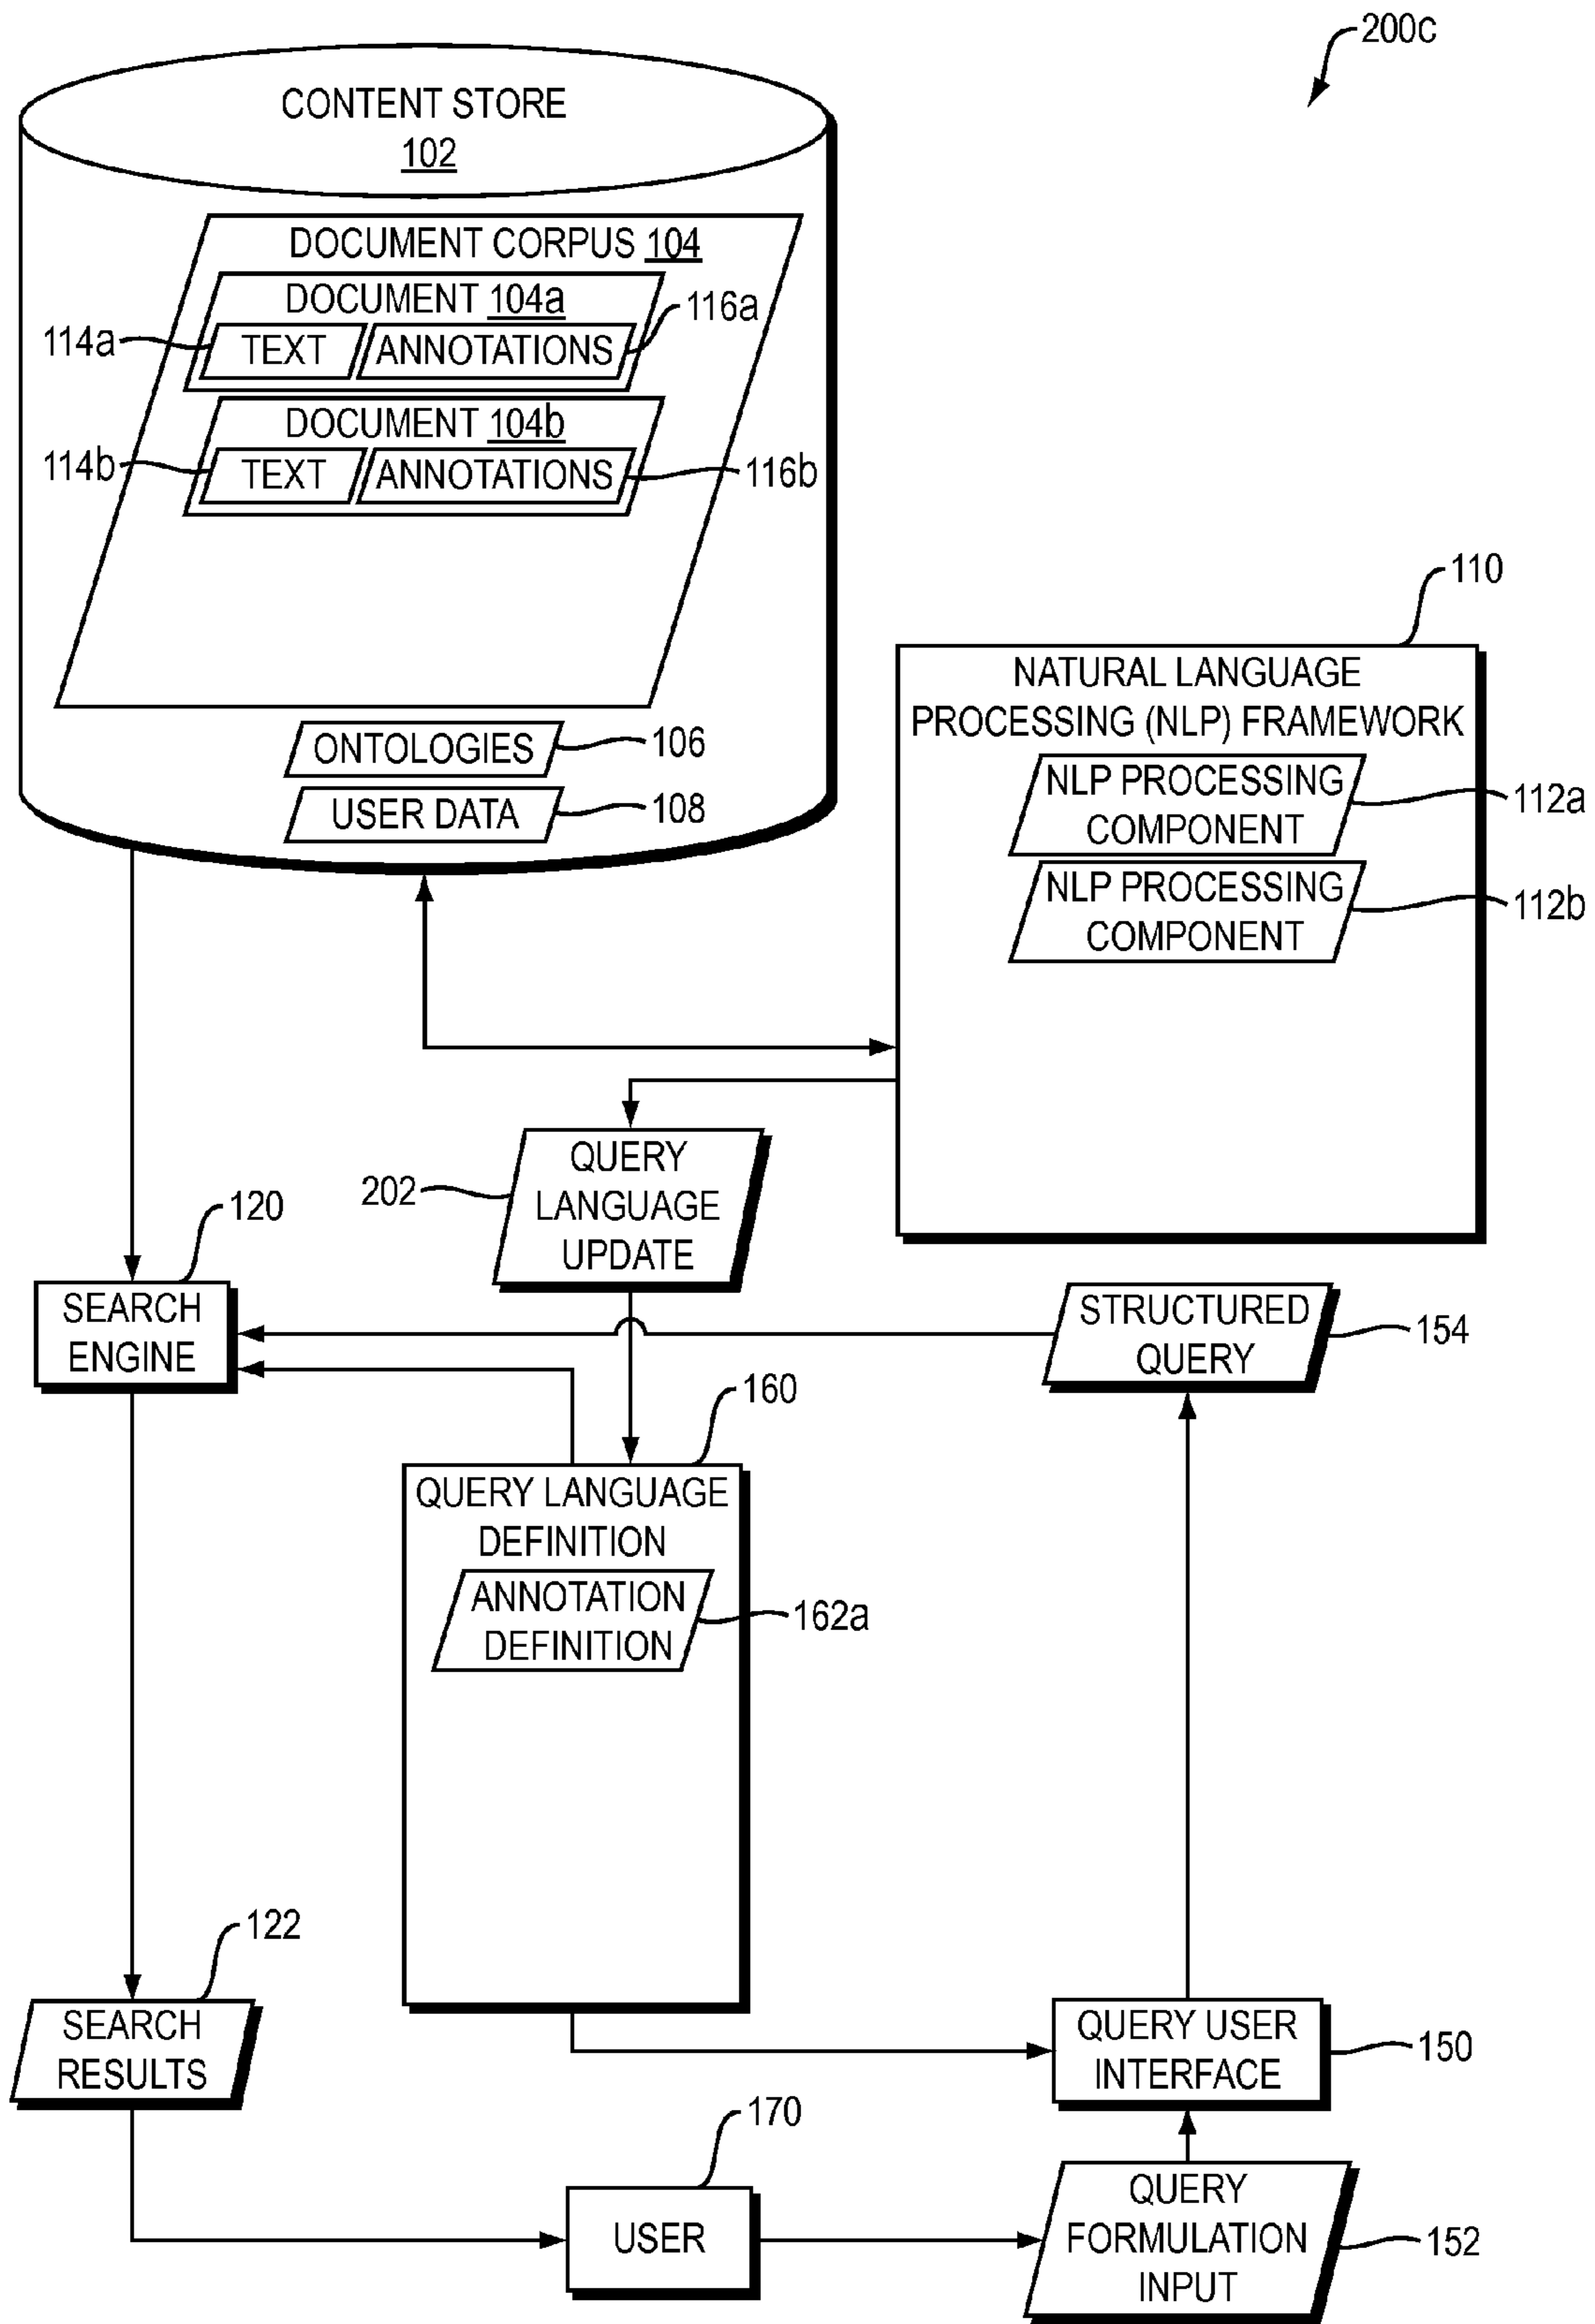 200c
CONTENT STORE
102
DOCUMENT CORPUS 104
DOCUMENT 104a
116a
114a
TEXT
ANNOTATIONS
DOCUMENT 104b
114b
TEXT
ANNOTATIONS
116b
110
NATURAL LANGUAGE
PROCESSING (NLP) FRAMEWORK
ONTOLOGIES
106
NLP PROCESSING
COMPONENT
112a
USER DATA
108
NLP PROCESSING
COMPONENT
112b
QUERY
LANGUAGE
UPDATE
202
120
SEARCH
ENGINE
STRUCTURED
QUERY
154
160
QUERY LANGUAGE
DEFINITION
ANNOTATION
DEFINITION
162a
122
SEARCH
RESULTS
QUERY USER
INTERFACE
150
170
USER
QUERY
FORMULATION
INPUT
152